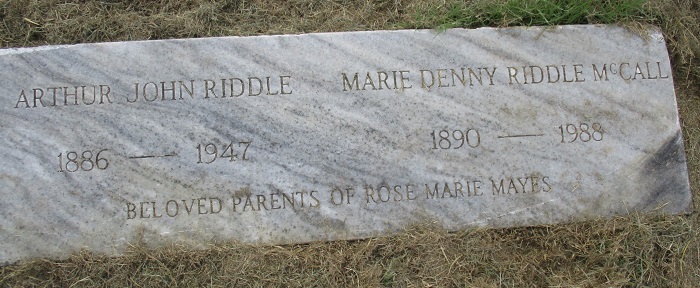 ARTHUR JOHN RIDDLE
1886 — 1947
MARIE DENNY RIDDLE McCALL
1890 — 1988
BELOVED PARENTS OF ROSE MARIE MAYES